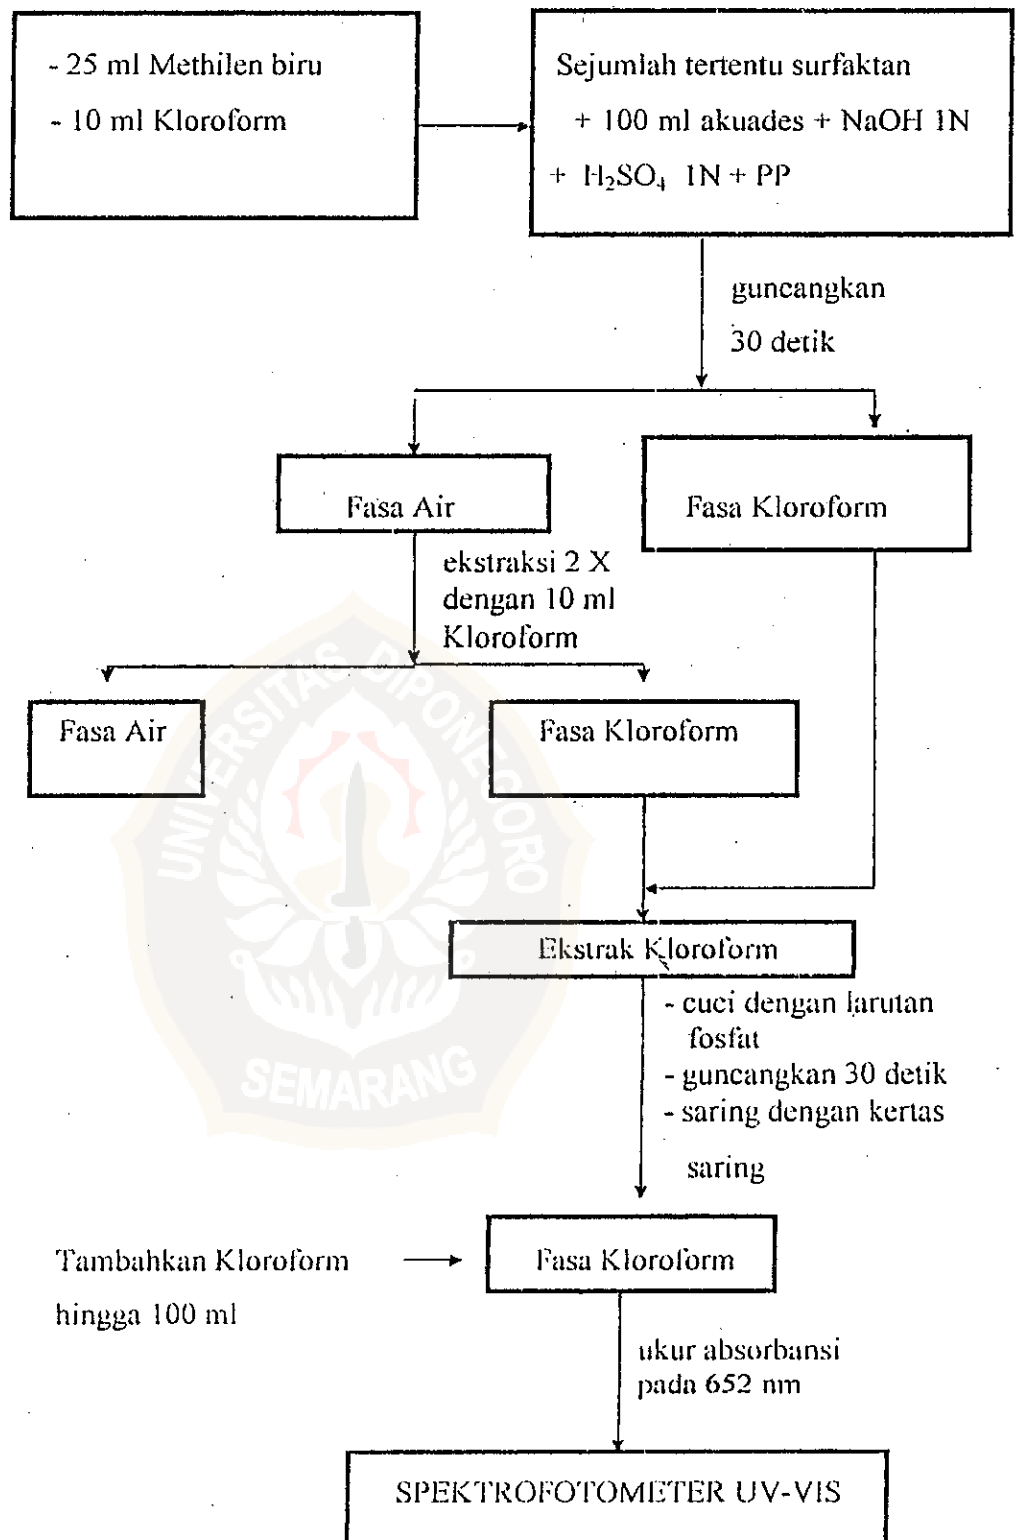 - 25 ml Methilen biru
- 10 ml Kloroform
Sejumlah tertentu surfaktan
+ 100 ml akuades + NaOH 1N
+ H₂SO₄ 1N + PP
guncangkan
30 detik
Fasa Air
Fasa Kloroform
ekstraksi 2 X
dengan 10 ml
Kloroform
Fasa Air
Fasa Kloroform
Ekstrak Kloroform
- cuci dengan larutan
fosfat
- guncangkan 30 detik
- saring dengan kertas
saring
Tambahkan Kloroform
hingga 100 ml
Fasa Kloroform
ukur absorbansi
pada 652 nm
SPEKTROFOTOMETER UV-VIS
UNIVERSITAS DIPONEGORO
SEMARANG